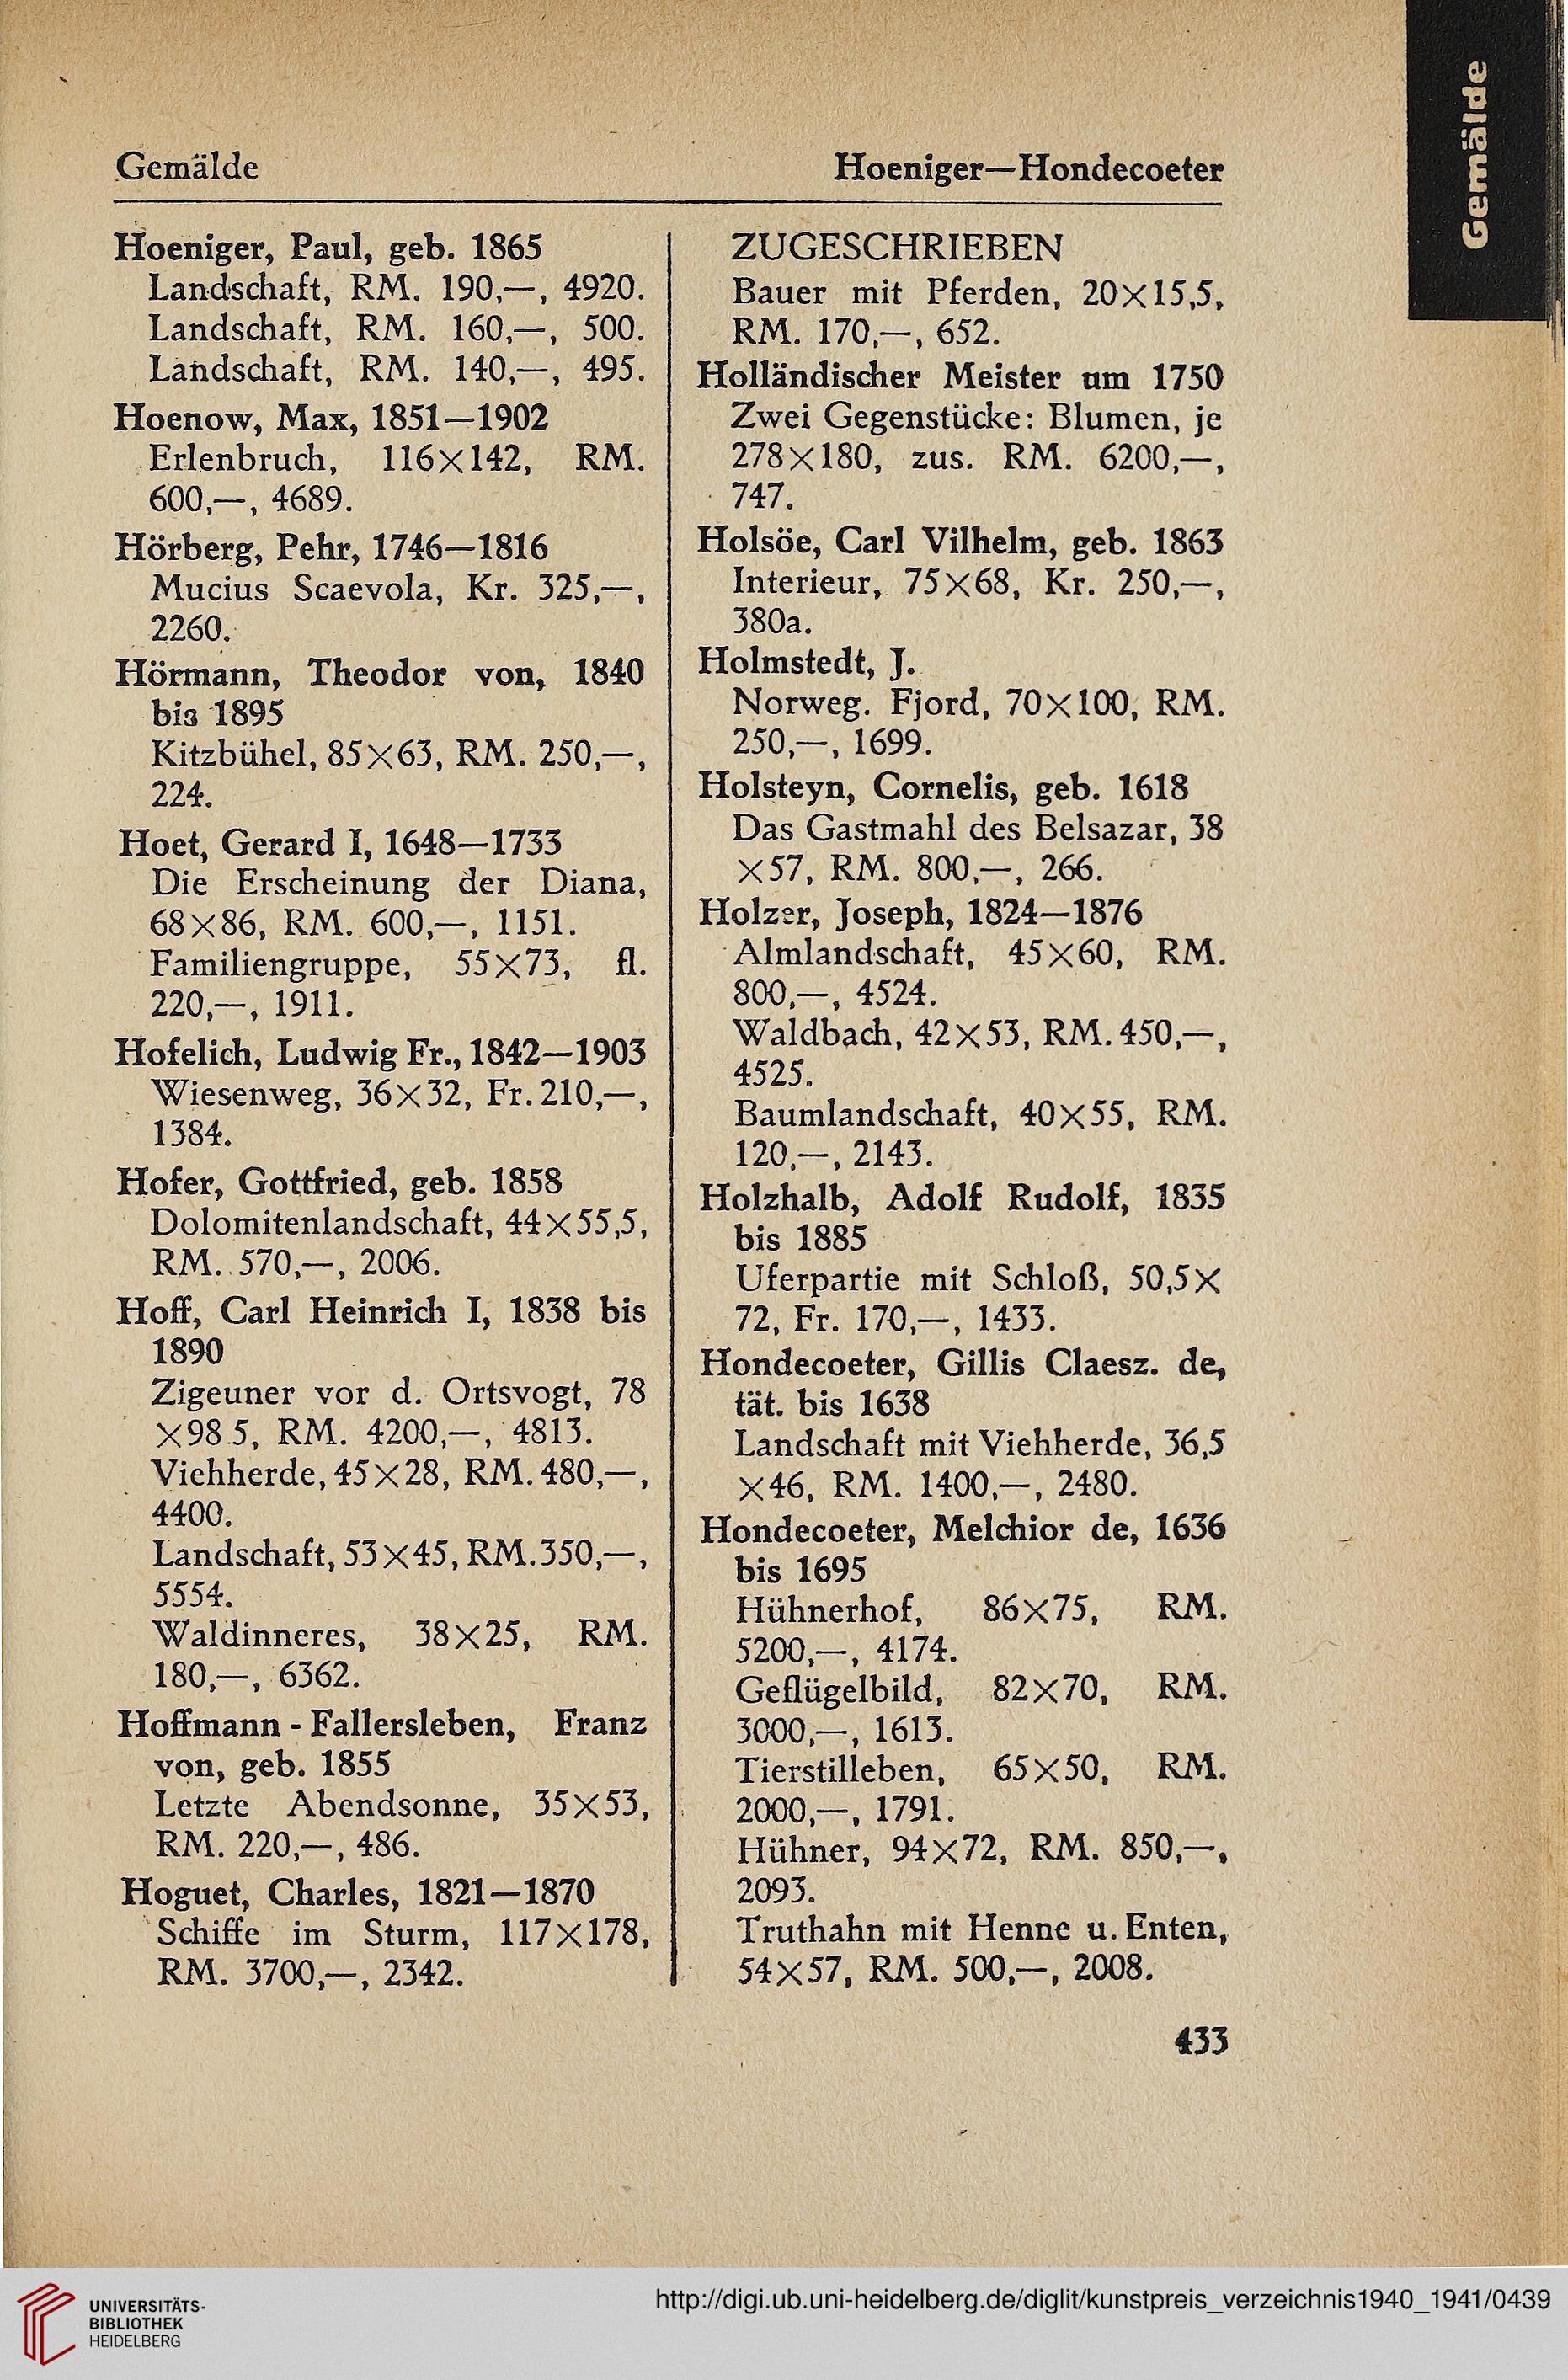 Gemälde
Hoeniger—Hondecoeter
Gemälde
Hoeniger, Paul, geb. 1865
Landschaft, RM. 190,—, 4920.
Landschaft, RM. 160,—, 500.
Landschaft, RM. 140,—, 495.
Hoenow, Max, 1851—1902
Erlenbruch, 116×142, RM.
600,—, 4689.
Hörberg, Pehr, 1746—1816
Mucius Scaevola, Kr. 325,—,
2260.
Hörmann, Theodor von, 1840
bis 1895
Kitzbühel, 85×63, RM. 250,—,
224.
Hoet, Gerard I, 1648—1733
Die Erscheinung der Diana,
68×86, RM. 600,—, 1151.
Familiengruppe, 55×73, fl.
220,—, 1911.
Hofelich, Ludwig Fr., 1842—1903
Wiesenweg, 36×32, Fr. 210,—,
1384.
Hofer, Gottfried, geb. 1858
Dolomitenlandschaft, 44×55,5,
RM. 570,—, 2006.
Hoff, Carl Heinrich I, 1838 bis
1890
Zigeuner vor d. Ortsvogt, 78
×98.5, RM. 4200,—, 4813.
Viehherde, 45×28, RM. 480,—,
4400.
Landschaft, 53×45, RM. 350,—,
5554.
Waldinneres, 38×25, RM.
180,—, 6362.
Hoffmann - Fallersleben, Franz
von, geb. 1855
Letzte Abendsonne, 35×53,
RM. 220,—, 486.
Hoguet, Charles, 1821—1870
Schiffe im Sturm, 117×178,
RM. 3700,—, 2342.
ZUGESCHRIEBEN
Bauer mit Pferden, 20×15,5,
RM. 170,—, 652.
Holländischer Meister um 1750
Zwei Gegenstücke: Blumen, je
278×180, zus. RM. 6200,—,
747.
Holsöe, Carl Vilhelm, geb. 1863
Interieur, 75×68, Kr. 250,—,
380a.
Holmstedt, J.
Norweg. Fjord, 70×100, RM.
250,—, 1699.
Holsteyn, Cornelis, geb. 1618
Das Gastmahl des Belsazar, 38
×57, RM. 800,—, 266.
Holzer, Joseph, 1824—1876
Almlandschaft, 45×60, RM.
800,—, 4524.
Waldbach, 42×53, RM. 450,—,
4525.
Baumlandschaft, 40×55, RM.
120,—, 2143.
Holzhalb, Adolf Rudolf, 1835
bis 1885
Uferpartie mit Schloß, 50,5×
72, Fr. 170,—, 1433.
Hondecoeter, Gillis Claesz. de,
tät. bis 1638
Landschaft mit Viehherde, 36,5
×46, RM. 1400,—, 2480.
Hondecoeter, Melchior de, 1636
bis 1695
Hühnerhof, 86×75, RM.
5200,—, 4174.
Geflügelbild, 82×70, RM.
3000,—, 1613.
Tierstilleben, 65×50, RM.
2000,—, 1791.
Hühner, 94×72, RM. 850,—,
2093.
Truthahn mit Henne u. Enten,
54×57, RM. 500,—, 2008.
433
UNIVERSITÄTS-
BIBLIOTHEK
HEIDELBERG
http://digi.ub.uni-heidelberg.de/diglit/kunstpreis_verzeichnis1940_1941/0439